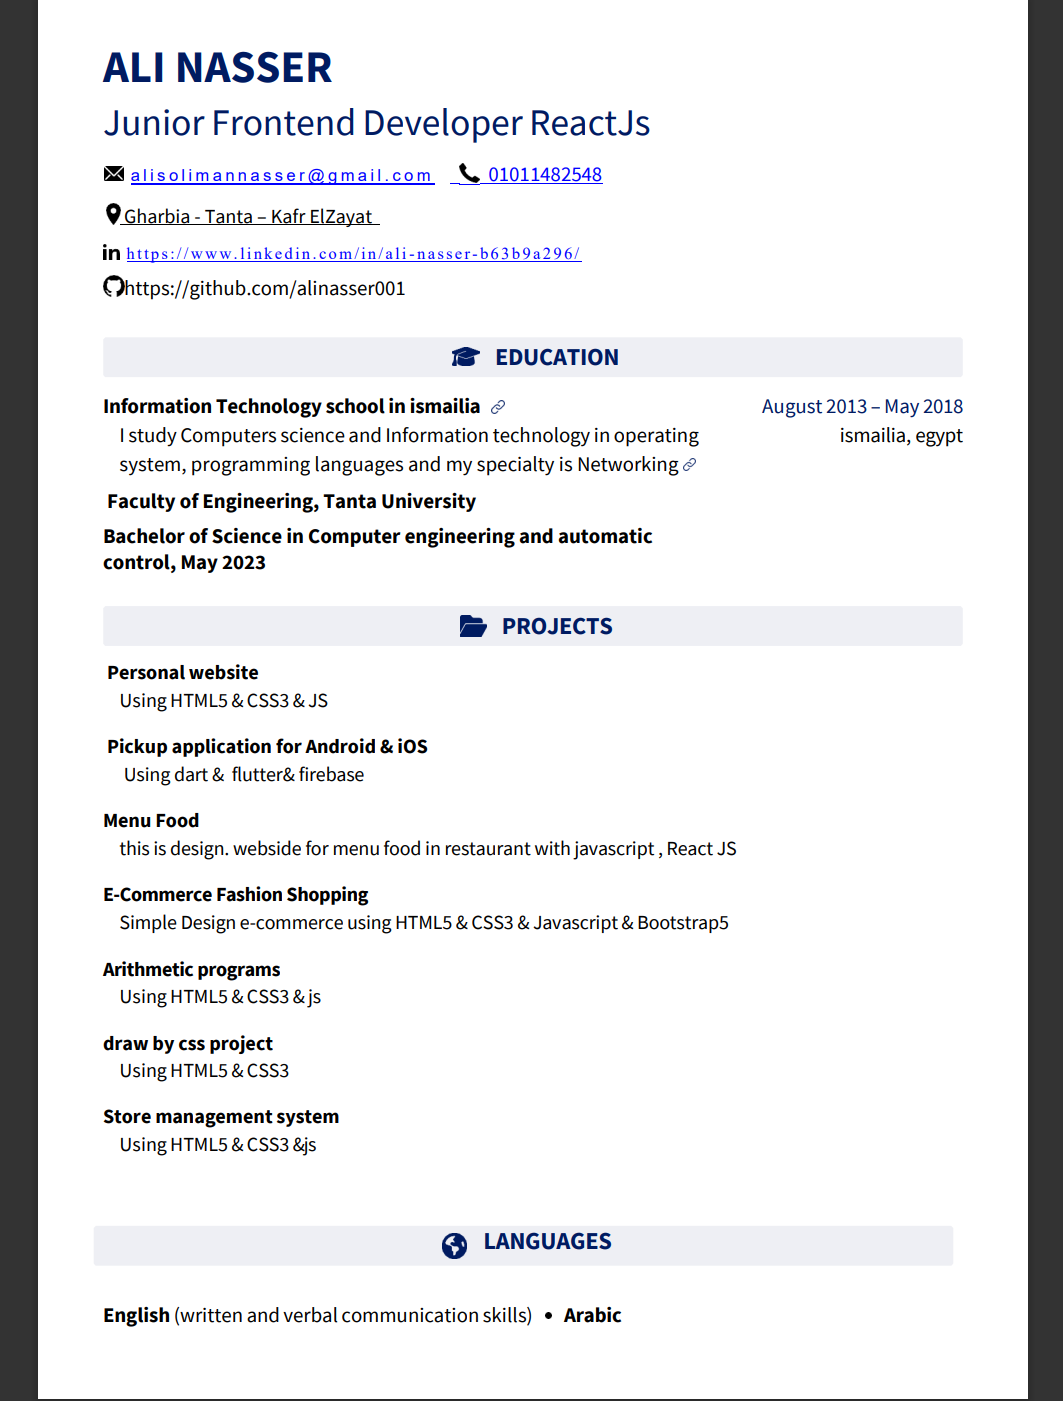 ALI NASSER
Junior Frontend Developer ReactJs
alisolimannasser@gmail.com 01011482548
Gharbia - Tanta – Kafr ElZayat
in https://www.linkedin.com/in/ali-nasser-b63b9a296/
https://github.com/alinasser001
EDUCATION
Information Technology school in ismailia August 2013 – May 2018
I study Computers science and Information technology in operating ismailia, egypt
system, programming languages and my specialty is Networking
Faculty of Engineering, Tanta University
Bachelor of Science in Computer engineering and automatic
control, May 2023
PROJECTS
Personal website
Using HTML5 & CSS3 & JS
Pickup application for Android & iOS
Using dart & flutter& firebase
Menu Food
this is design. webside for menu food in restaurant with javascript , React JS
E-Commerce Fashion Shopping
Simple Design e-commerce using HTML5 & CSS3 & Javascript & Bootstrap5
Arithmetic programs
Using HTML5 & CSS3 & js
draw by css project
Using HTML5 & CSS3
Store management system
Using HTML5 & CSS3 &js
LANGUAGES
English (written and verbal communication skills) • Arabic